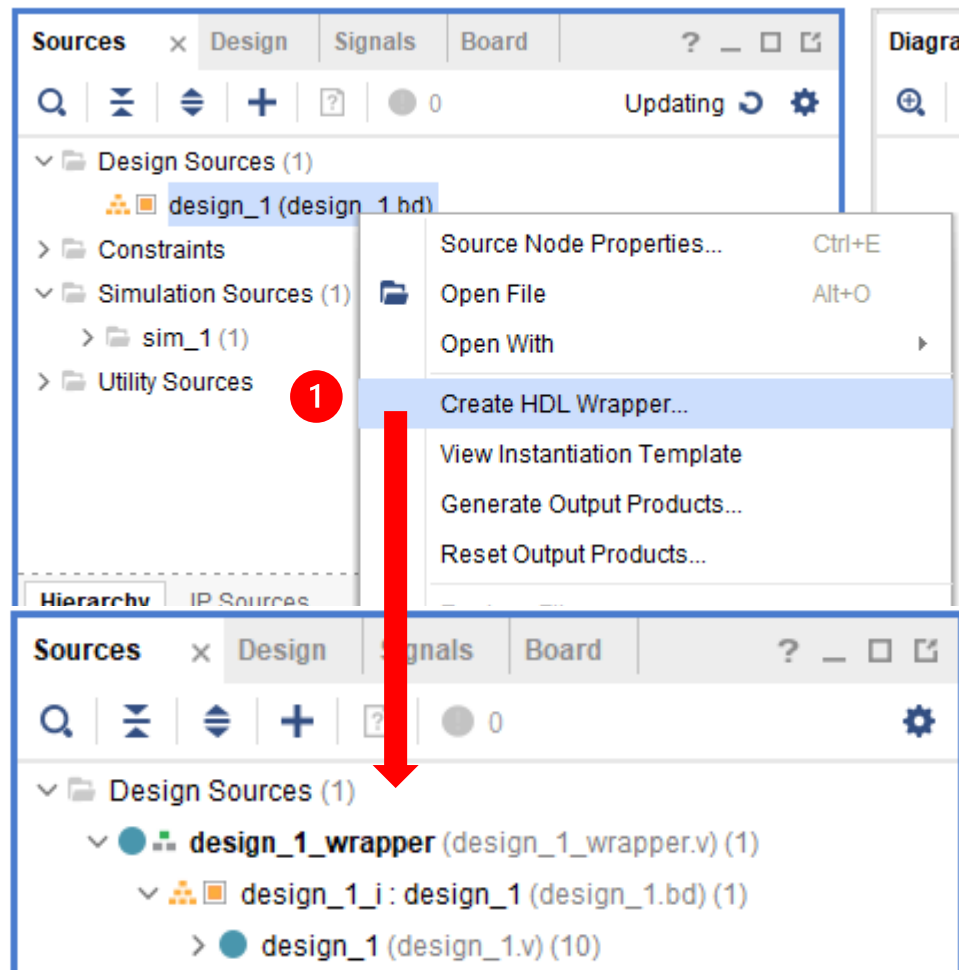 Sources × Design Signals Board ? Diagra
0 Updating
Design Sources (1)
design_1 (design_1.bd)
Constraints
Simulation Sources (1)
sim_1 (1)
Utility Sources
1
Source Node Properties... Ctrl+E
Open File Alt+O
Open With
Create HDL Wrapper...
View Instantiation Template
Generate Output Products...
Reset Output Products...
Hierarchy IP Sources
Sources × Design Signals Board ?
? 0
Design Sources (1)
design_1_wrapper (design_1_wrapper.v) (1)
design_1_i : design_1 (design_1.bd) (1)
design_1 (design_1.v) (10)